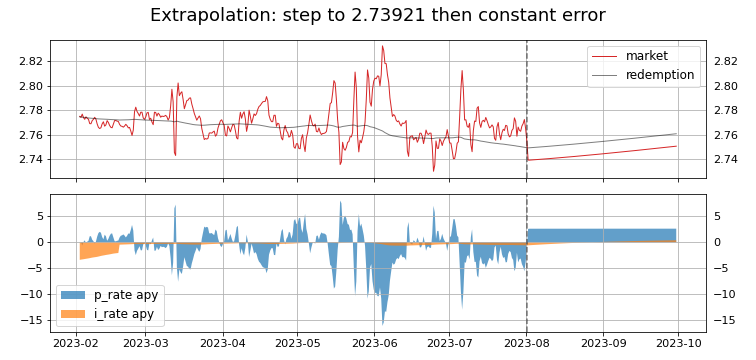 Extrapolation: step to 2.73921 then constant error
2.82 2.82
2.80 2.80
2.78 2.78
2.76 2.76
2.74 2.74
market
redemption
5 5
0 0
−5 −5
−10 −10
−15 −15
p_rate apy
i_rate apy
2023-02 2023-03 2023-04 2023-05 2023-06 2023-07 2023-08 2023-09 2023-10